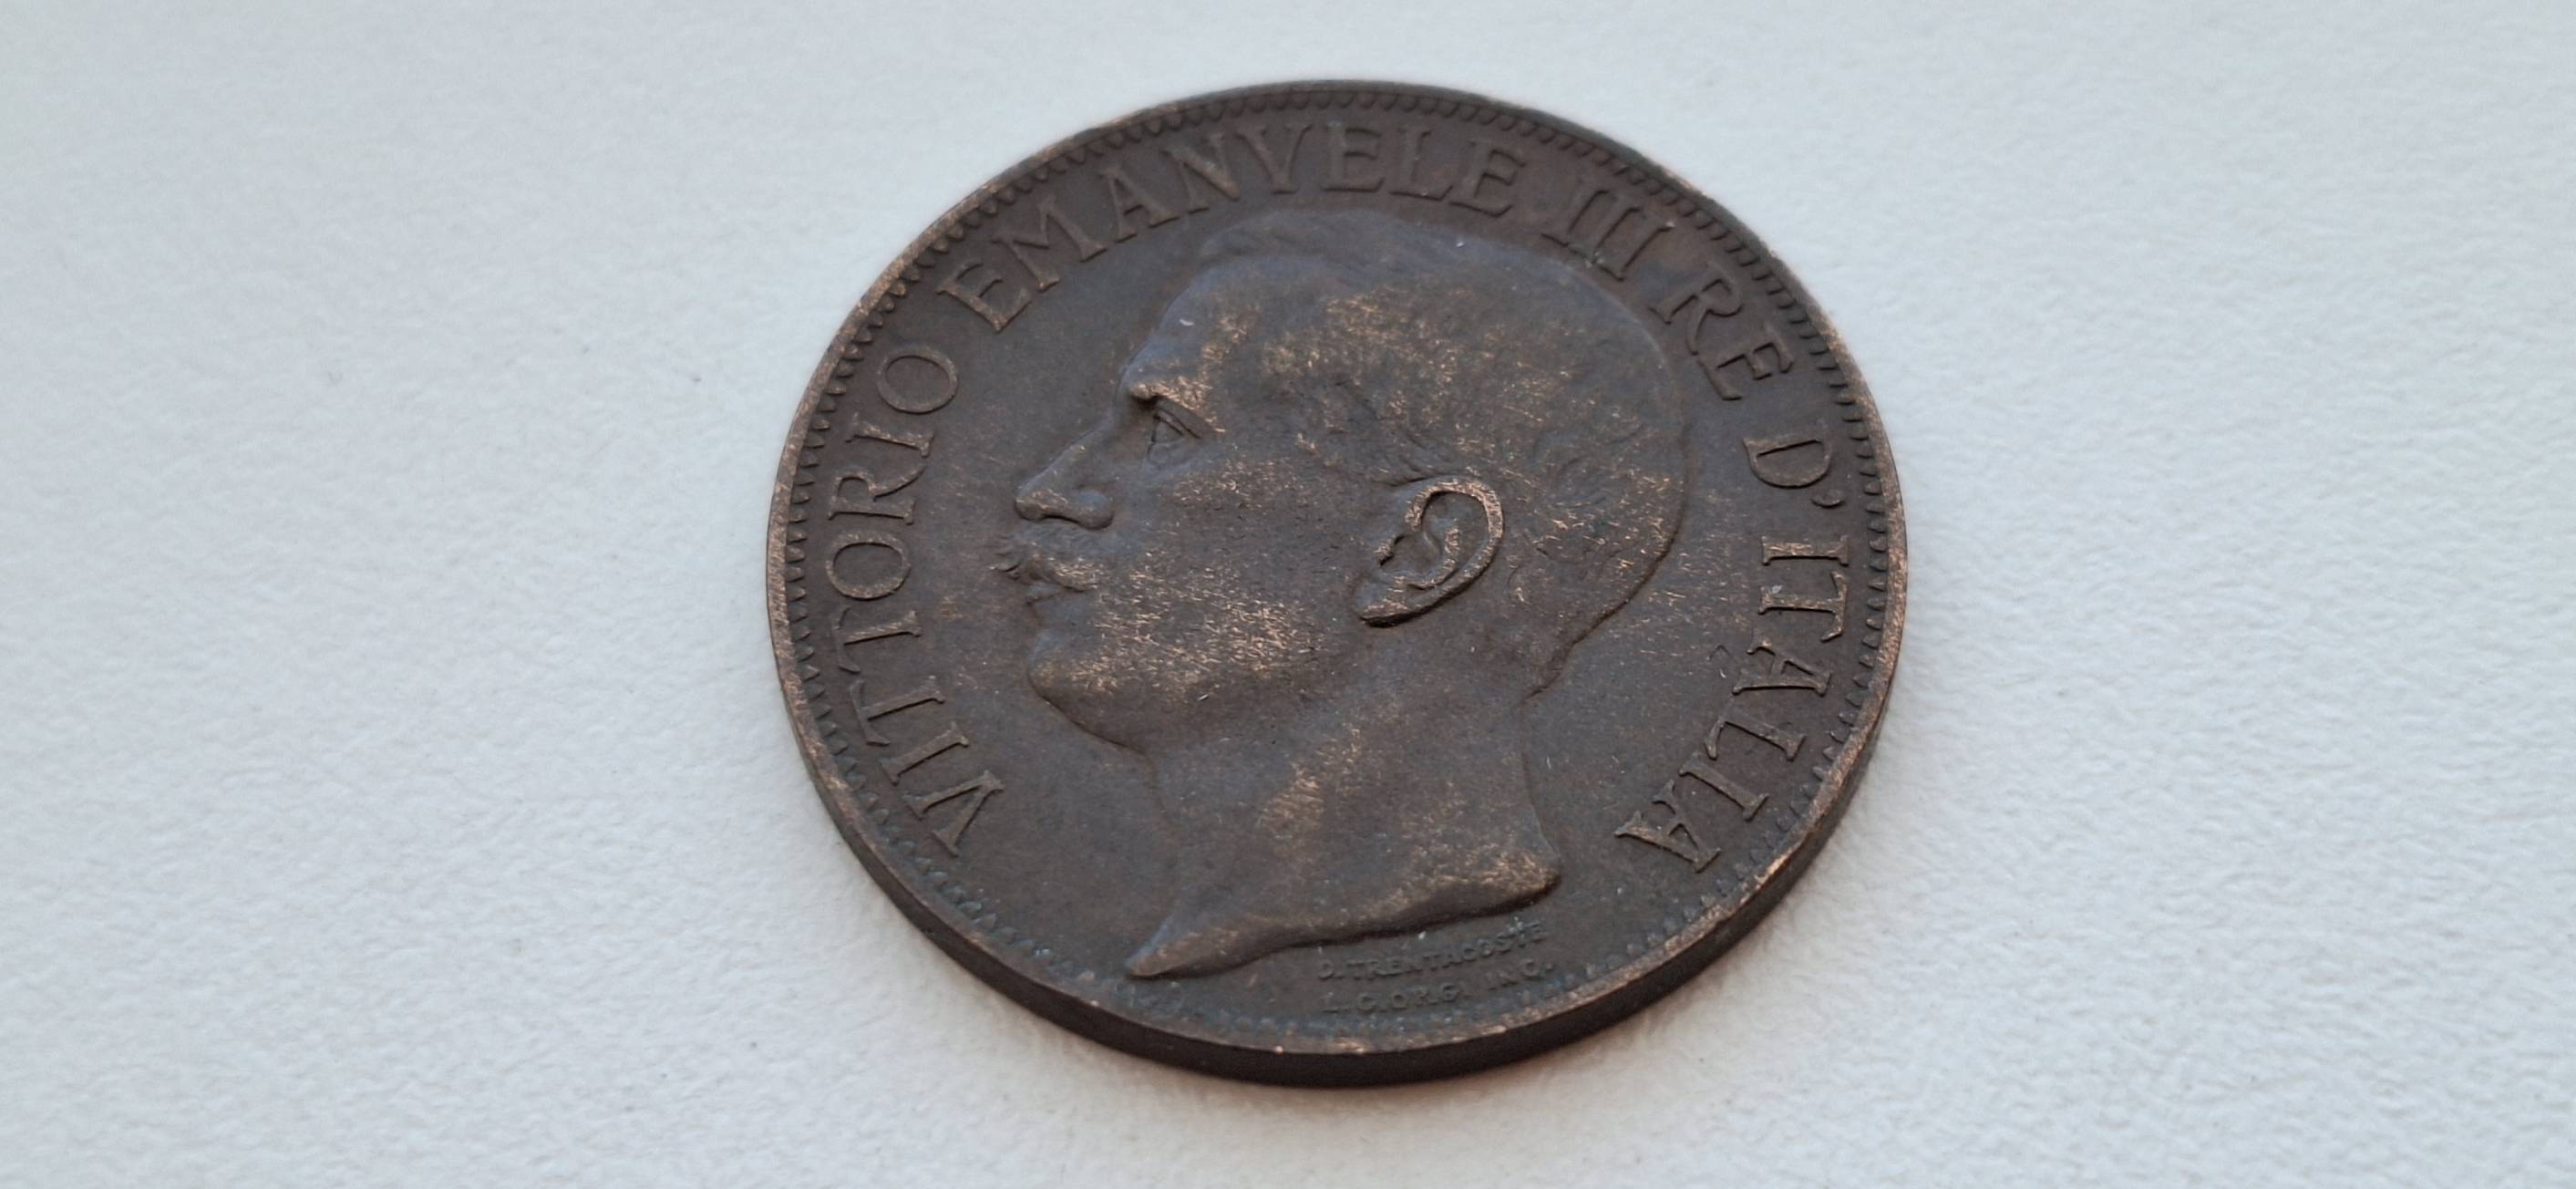 VITTORIO EMANVELE III RE D'ITALIA
D. TRENTACOSTE
L. GIORGI INC.